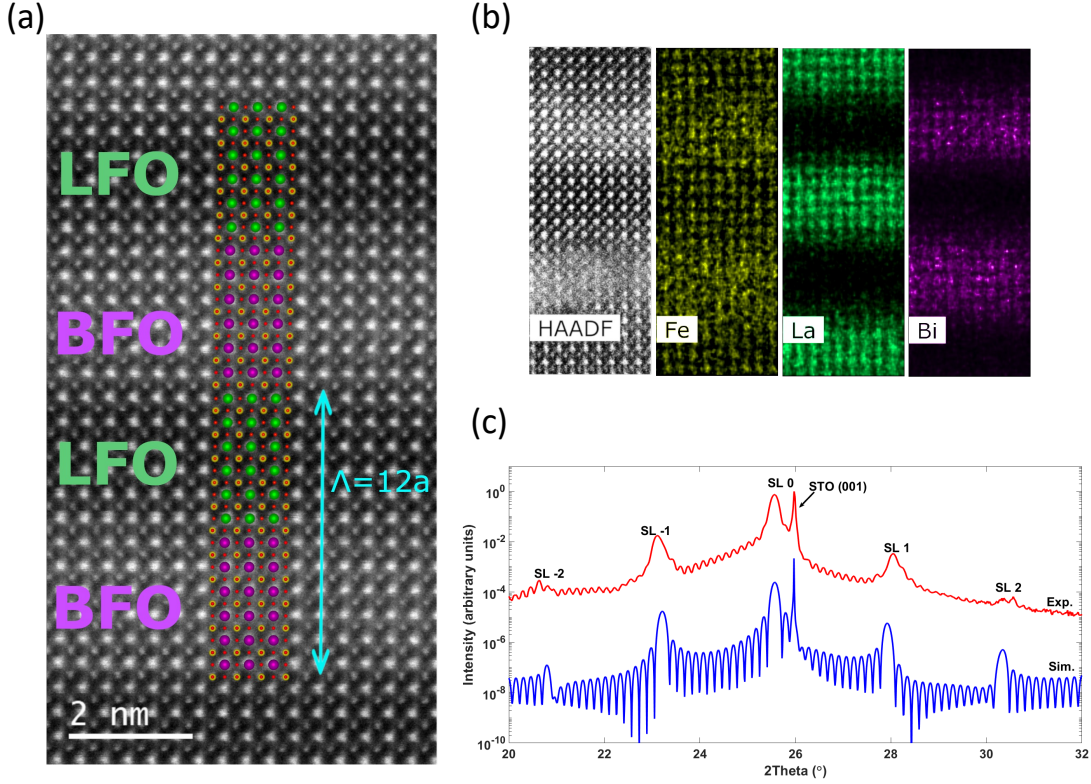 (a)
LFO
BFO
LFO
Λ=12a
BFO
2 nm
(b)
HAADF
Fe
La
Bi
(c)
Intensity (arbitrary units)
10^0
10^-2
10^-4
10^-6
10^-8
10^-10
SL -2
SL -1
SL 0
STO (001)
SL 1
SL 2
Exp.
Sim.
20 22 24 26 28 30 32
2Theta (°)